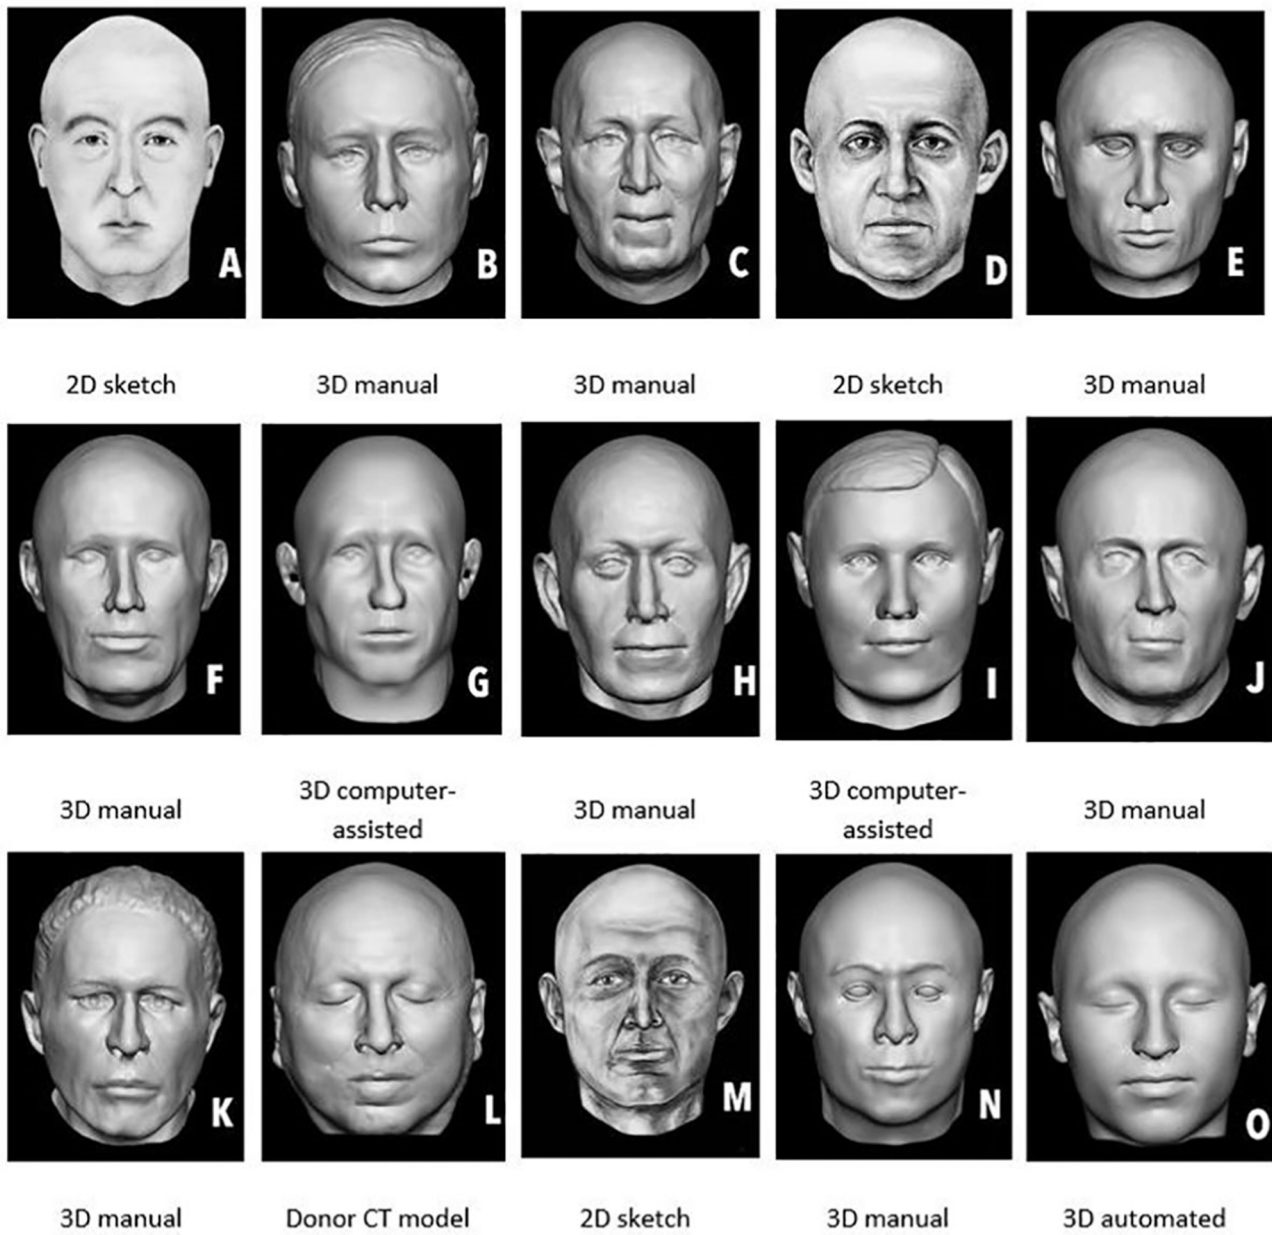 A
B
C
D
E
2D sketch
3D manual
3D manual
2D sketch
3D manual
F
G
H
I
J
3D manual
3D computer-
assisted
3D manual
3D computer-
assisted
3D manual
K
L
M
N
O
3D manual
Donor CT model
2D sketch
3D manual
3D automated